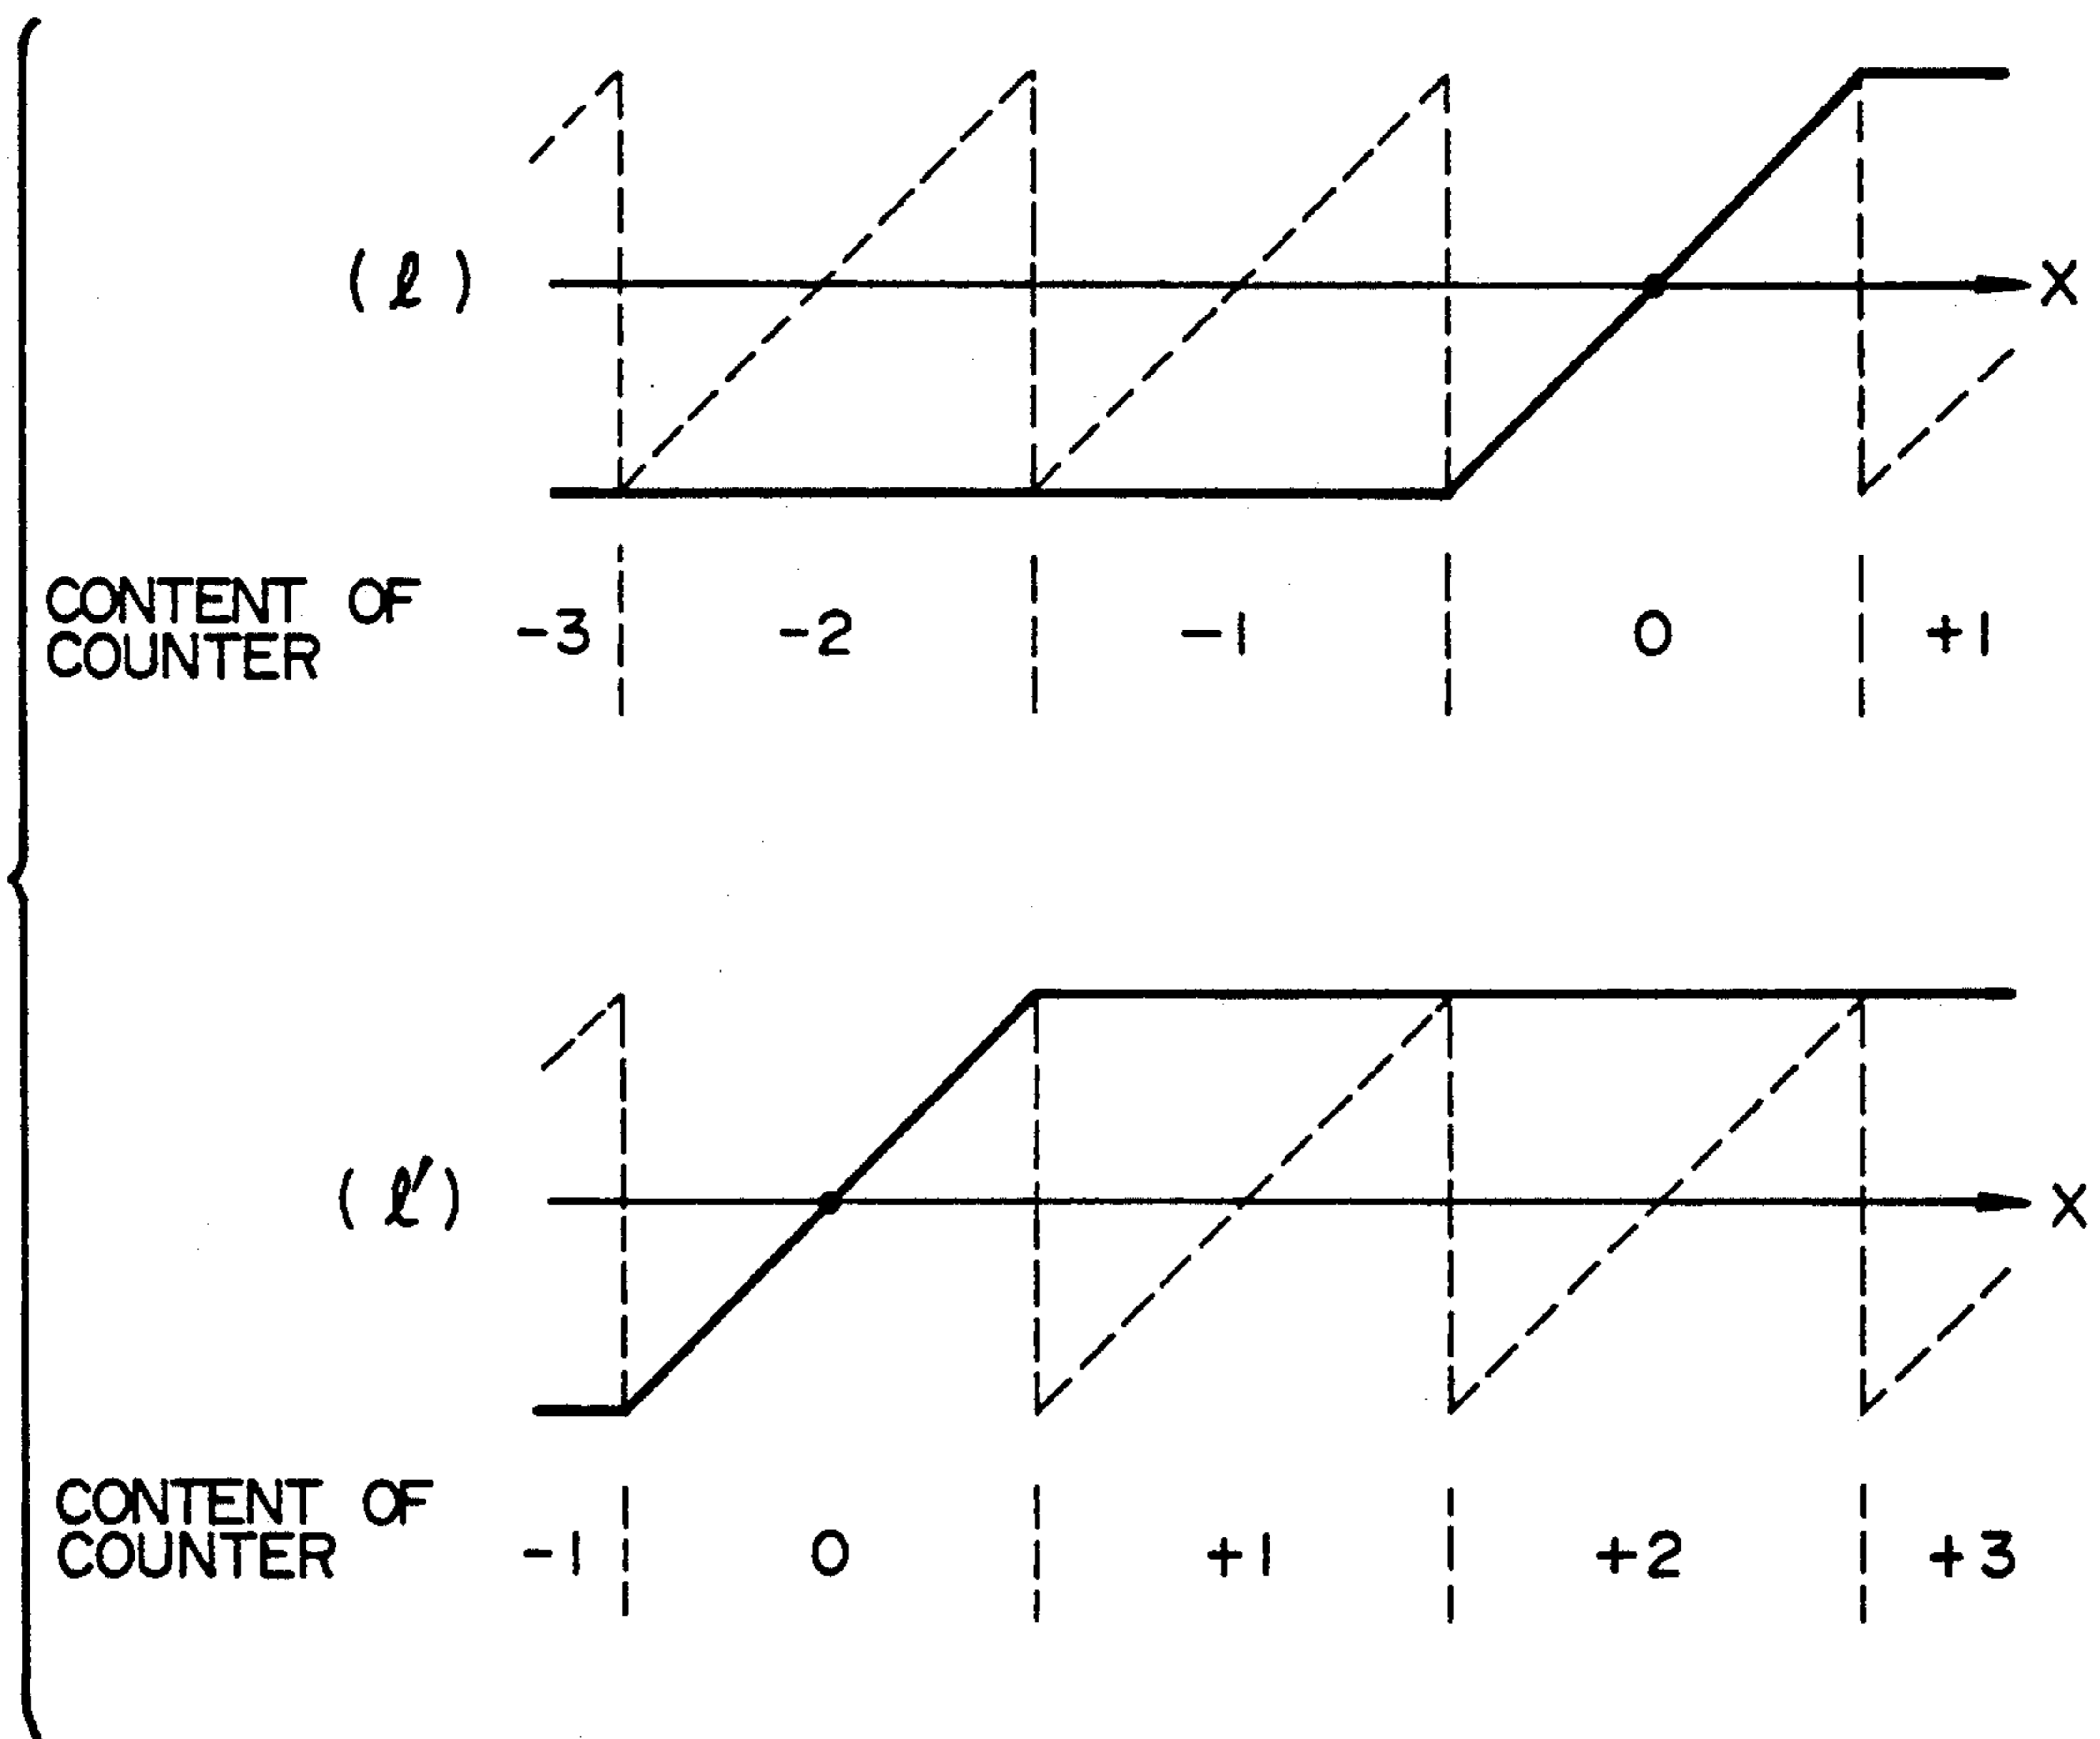 (ℓ)
X
CONTENT OF
COUNTER
-3 -2 -1 0 +1
(ℓ′)
X
CONTENT OF
COUNTER
-1 0 +1 +2 +3